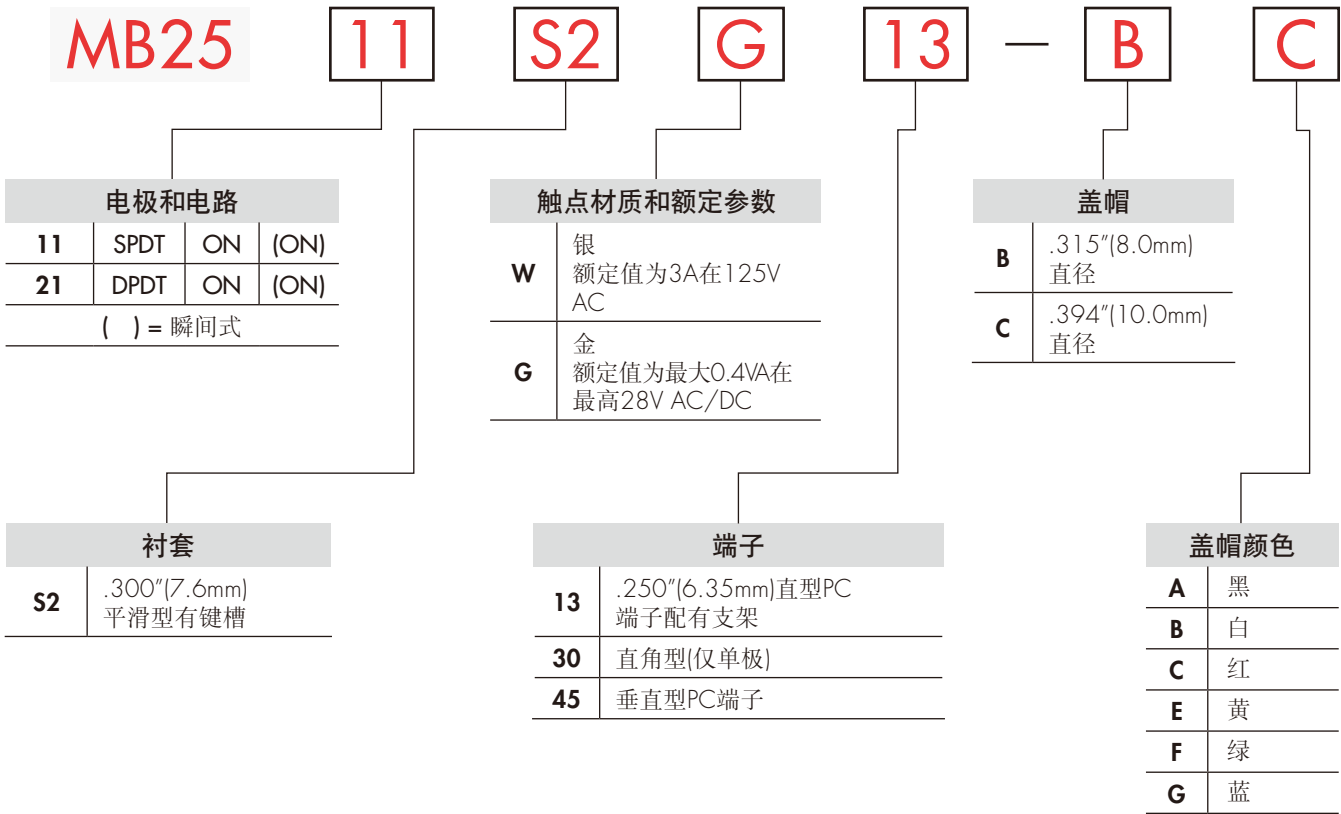 MB25 11 S2 G 13 — B C
电极和电路
11 SPDT ON (ON)
21 DPDT ON (ON)
( ) = 瞬间式
触点材质和额定参数
W 银
额定值为3A在125V
AC
G 金
额定值为最大0.4VA在
最高28V AC/DC
盖帽
B .315”(8.0mm)
直径
C .394”(10.0mm)
直径
衬套
S2 .300”(7.6mm)
平滑型有键槽
端子
13 .250”(6.35mm)直型PC
端子配有支架
30 直角型(仅单极)
45 垂直型PC端子
盖帽颜色
A 黑
B 白
C 红
E 黄
F 绿
G 蓝